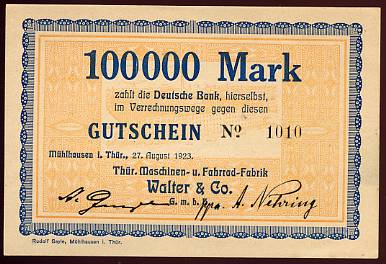 100000 Mark
zahlt die Deutsche Bank, hierselbst,
im Verrechnungswege gegen diesen
GUTSCHEIN No 1010
Mühlhausen i. Thür., 27. August 1923.
Thür. Maschinen- u. Fahrrad-Fabrik
Walter & Co.
G. m. b. H.
ppa. A. Nehring
Rudolf Sayle, Mühlhausen i. Thür.